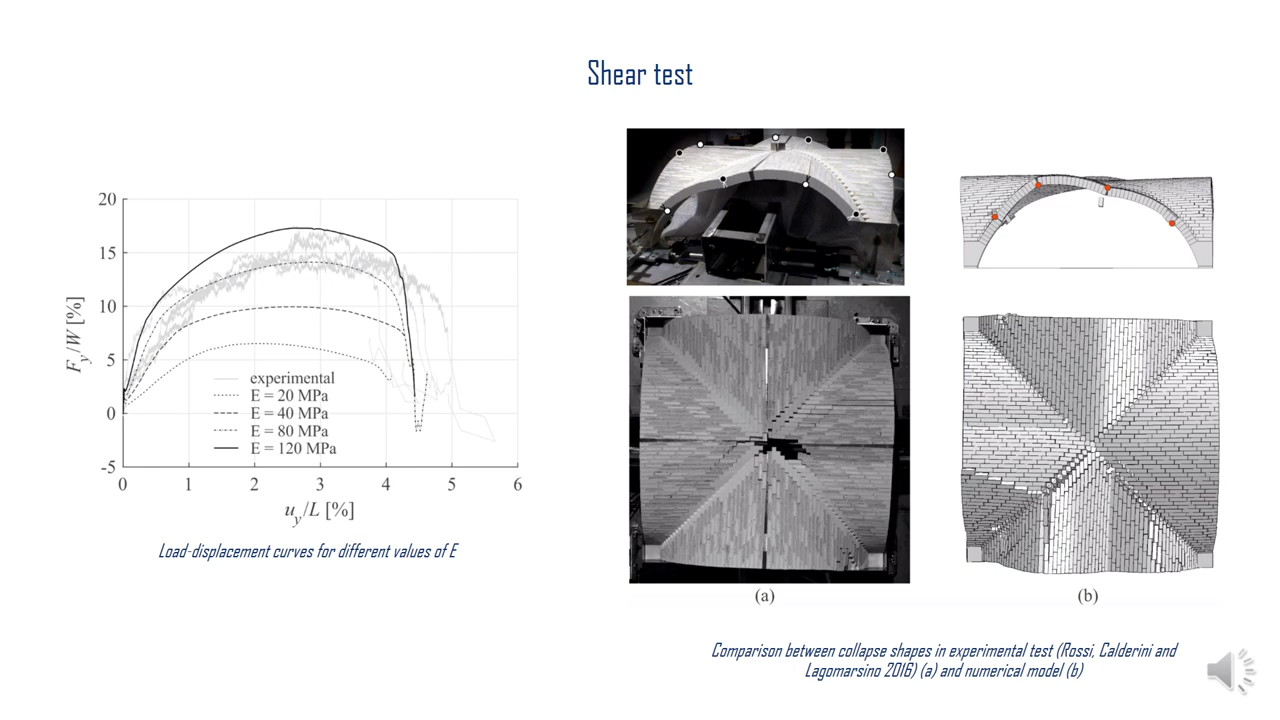 Shear test
20
15
10
5
0
-5
0 1 2 3 4 5 6
F_y/W [%]
u_y/L [%]
experimental
E = 20 MPa
E = 40 MPa
E = 80 MPa
E = 120 MPa
Load-displacement curves for different values of E
(a)
(b)
Comparison between collapse shapes in experimental test (Rossi, Calderini and
Lagomarsino 2016) (a) and numerical model (b)